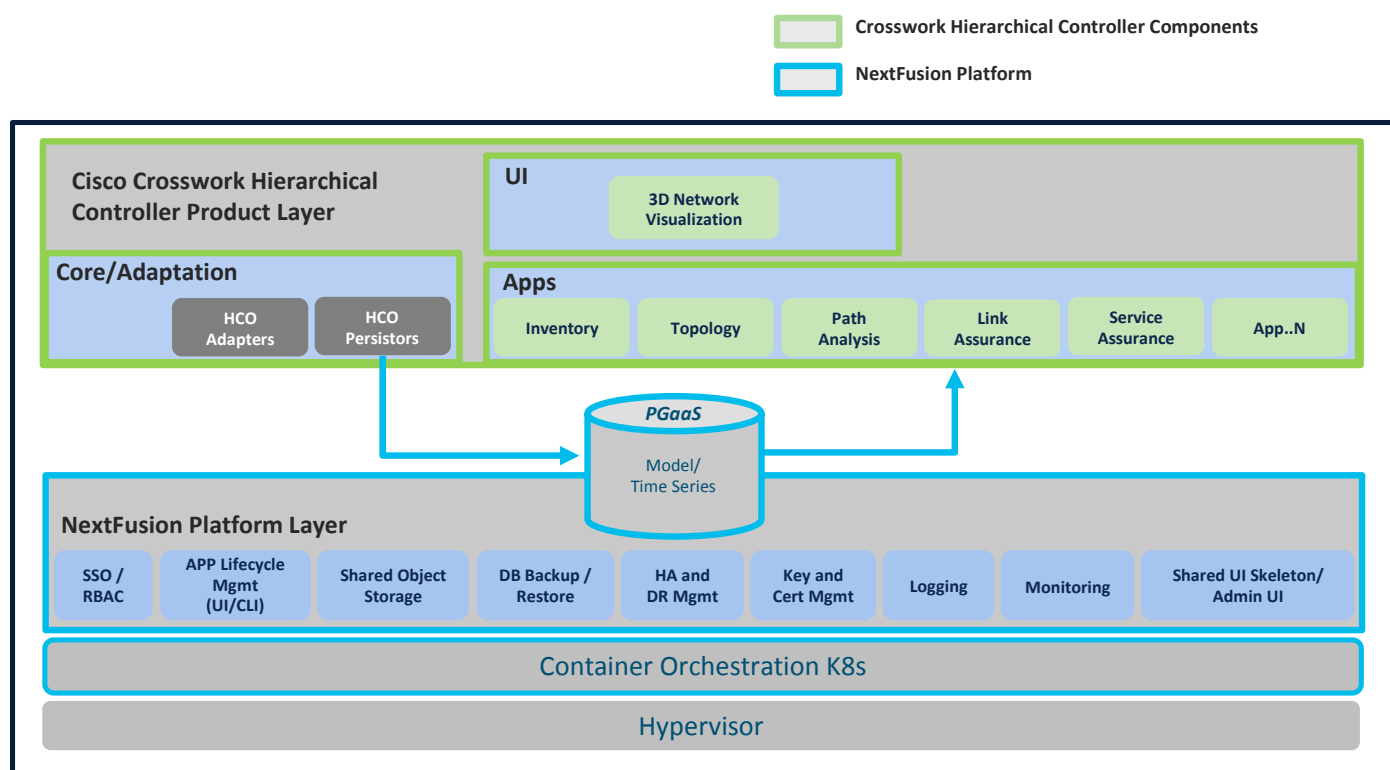 Crosswork Hierarchical Controller Components
NextFusion Platform
Cisco Crosswork Hierarchical
Controller Product Layer
UI
3D Network
Visualization
Core/Adaptation
HCO
Adapters
HCO
Persistors
Apps
Inventory
Topology
Path
Analysis
Link
Assurance
Service
Assurance
App..N
PGaaS
Model/
Time Series
NextFusion Platform Layer
SSO /
RBAC
APP Lifecycle
Mgmt
(UI/CLI)
Shared Object
Storage
DB Backup /
Restore
HA and
DR Mgmt
Key and
Cert Mgmt
Logging
Monitoring
Shared UI Skeleton/
Admin UI
Container Orchestration K8s
Hypervisor